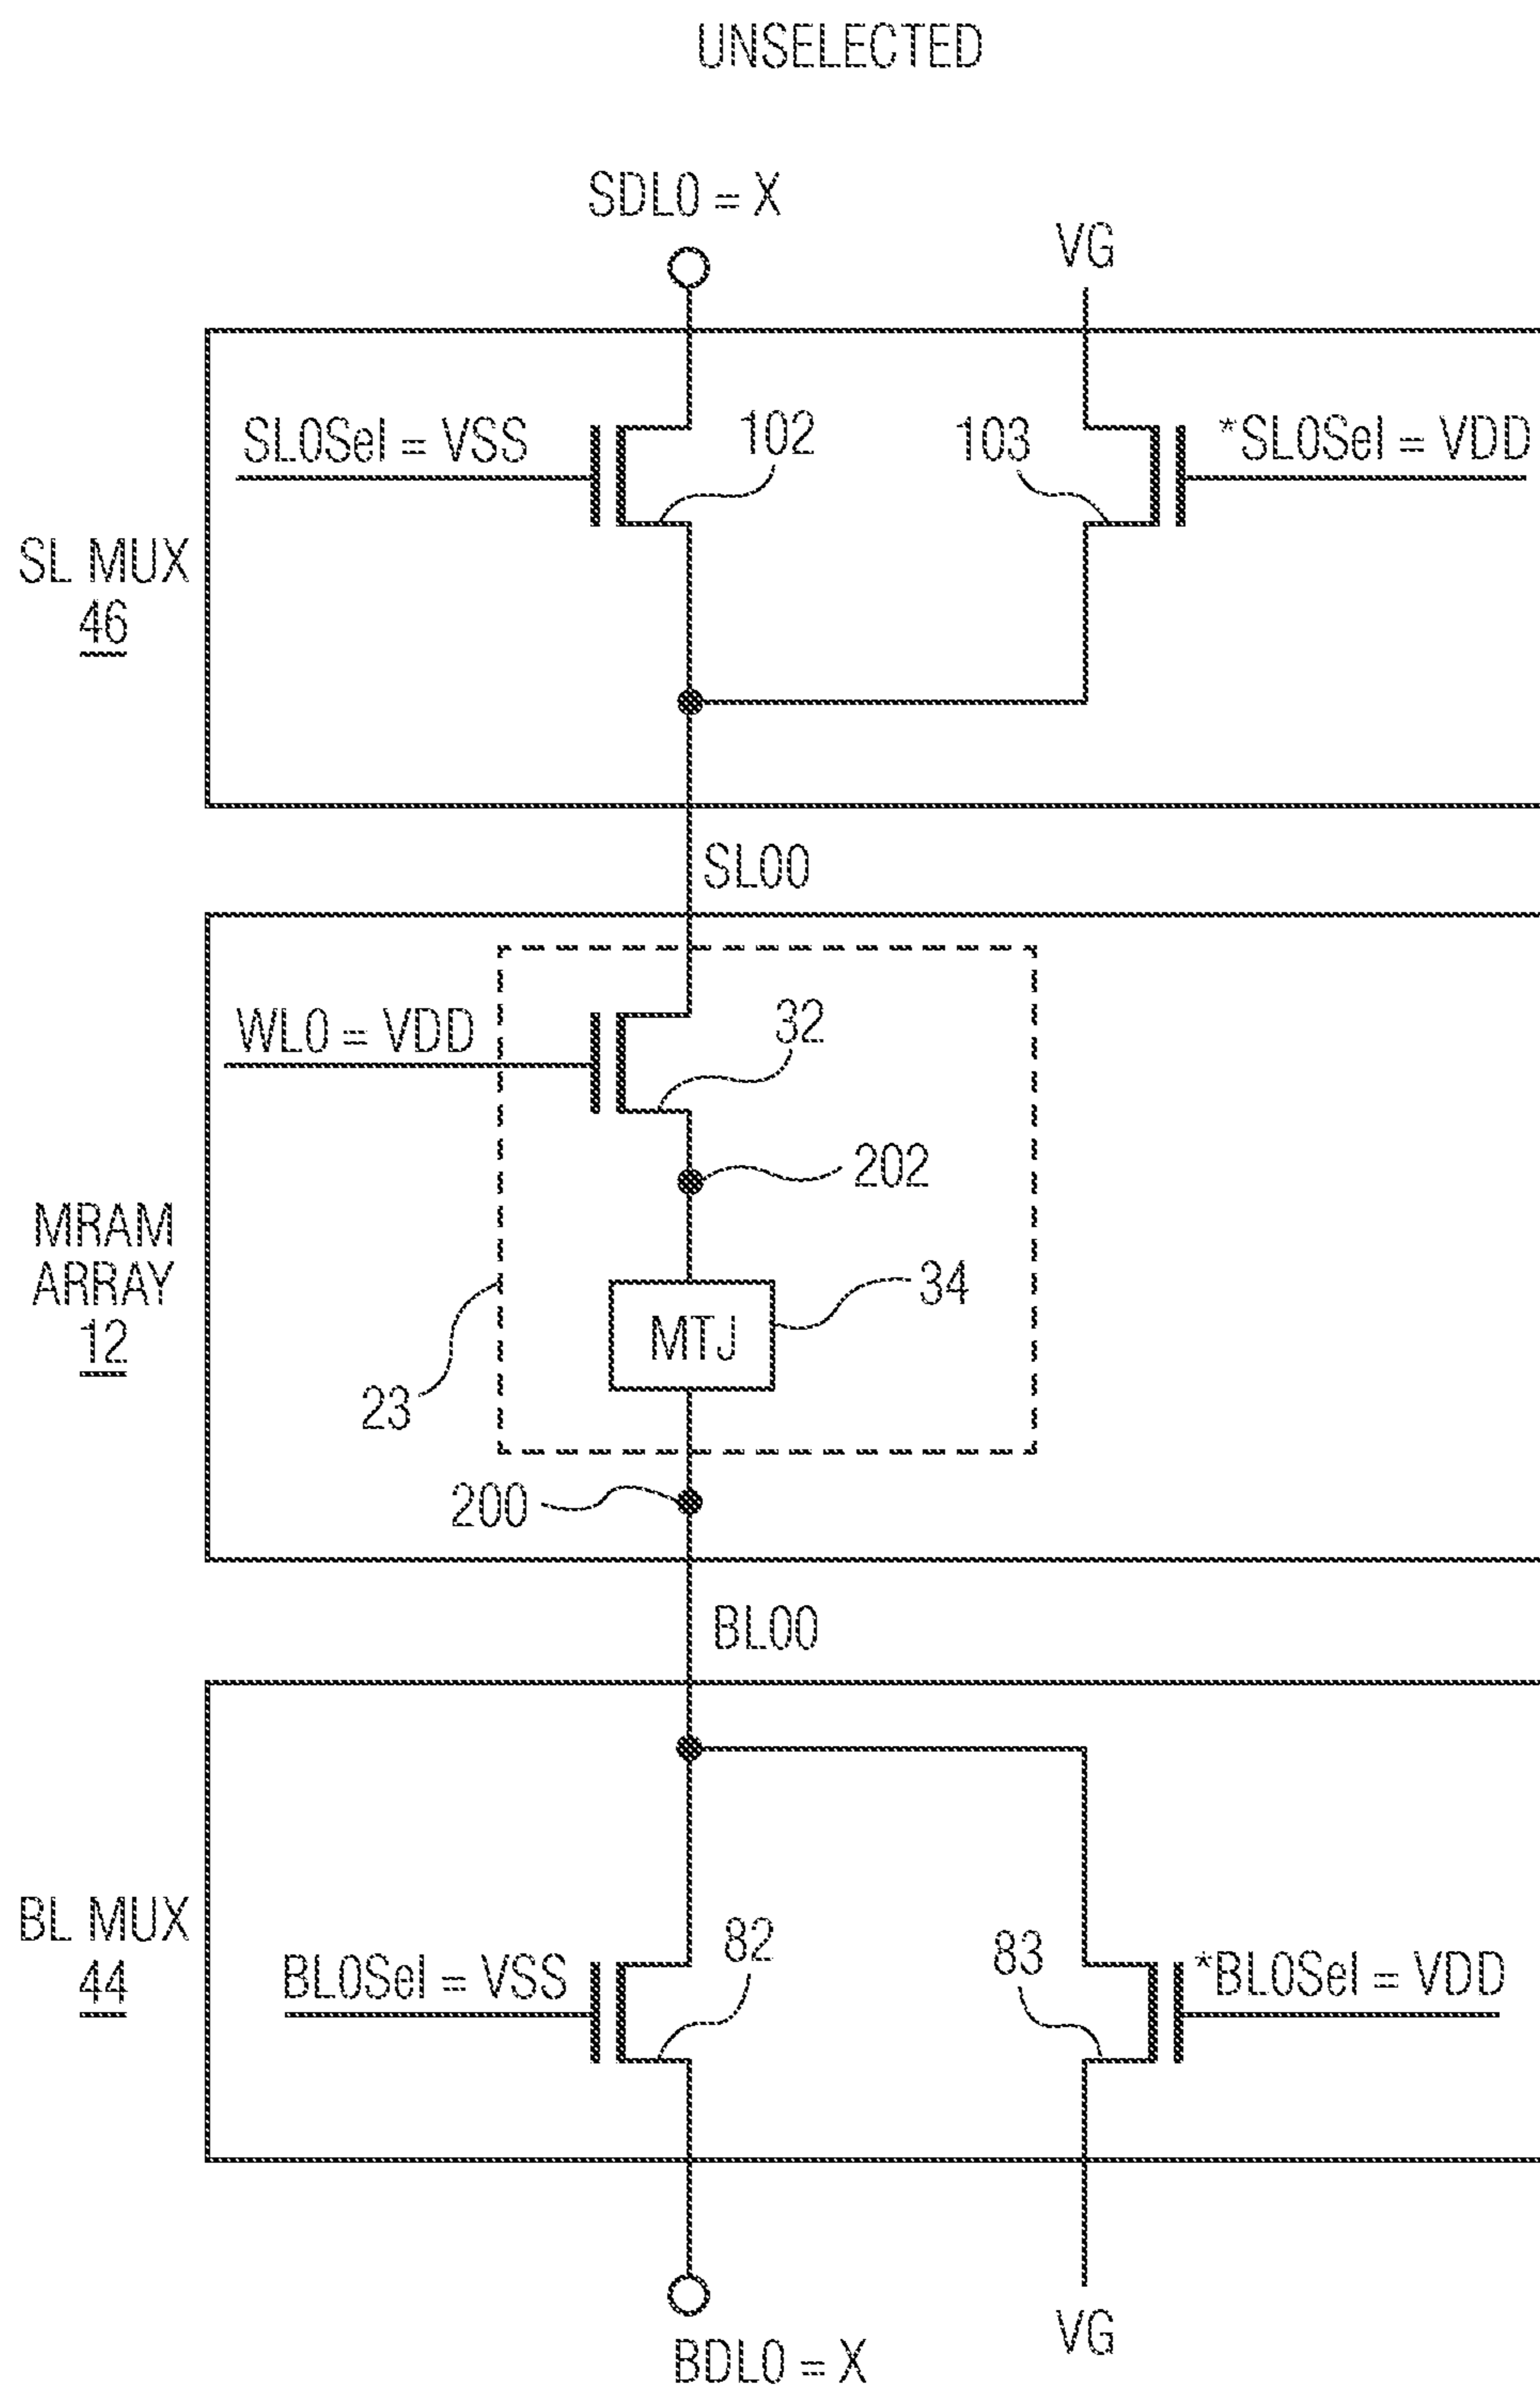 UNSELECTED
SDL0 = X
VG
SL0Sel = VSS
102
103
*SL0Sel = VDD
SL MUX
46
SL00
WL0 = VDD
32
202
MRAM
ARRAY
12
34
MTJ
23
200
BL00
BL MUX
44
BL0Sel = VSS
82
83
*BL0Sel = VDD
VG
BDL0 = X